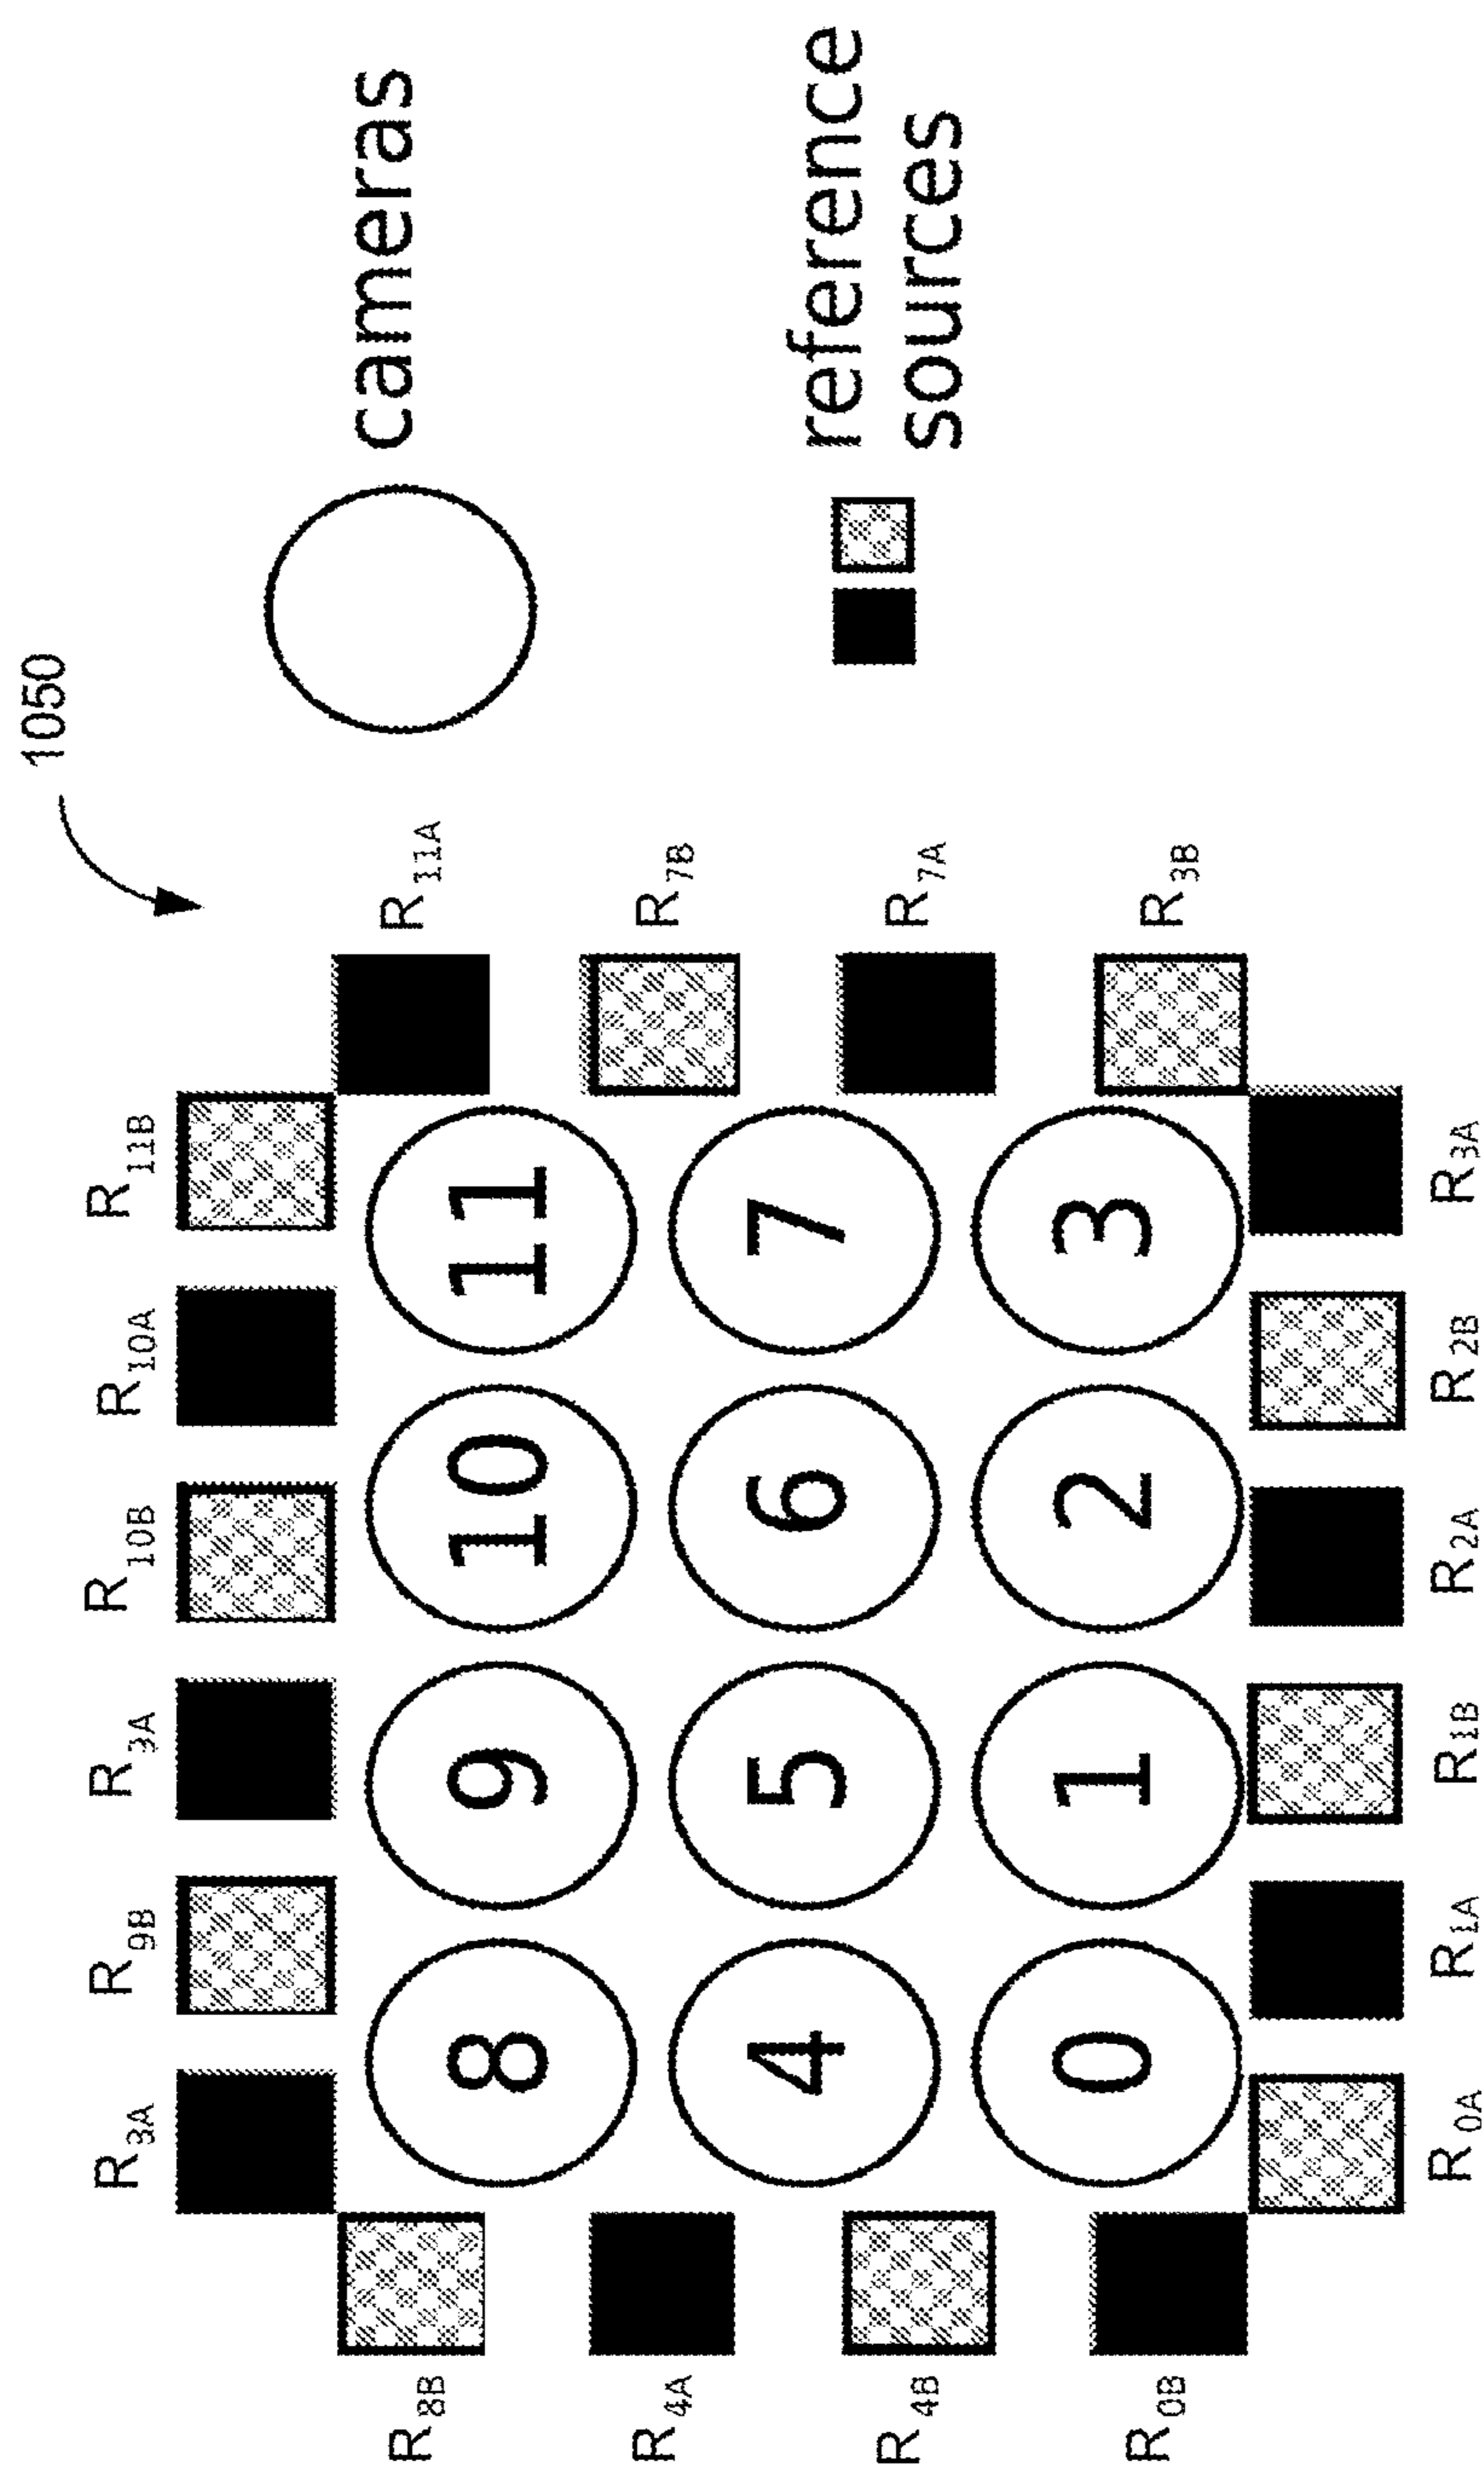 1050
R3A R9B R3A R10B R10A R11B
R8B 8 9 10 11 R11A
cameras
R4A R7B
4 5 6 7
R4B R7A
reference
sources
R0B 0 1 2 3 R3B
R0A R1A R1B R2A R2B R3A